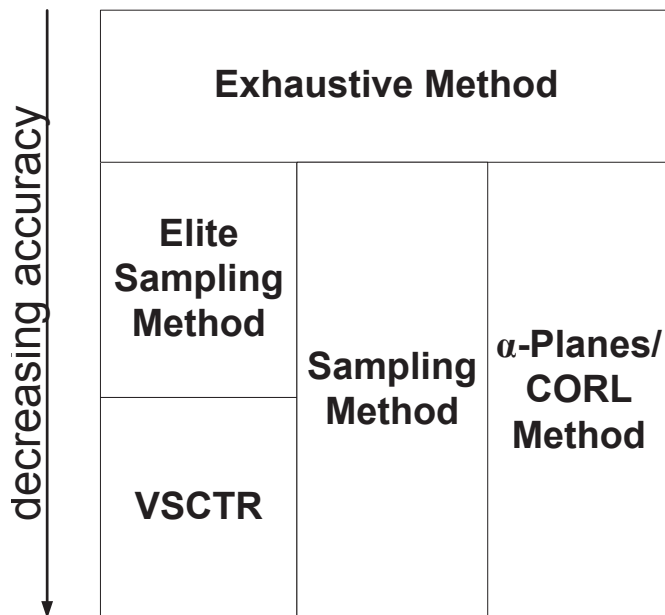 decreasing accuracy
Exhaustive Method
Elite
Sampling
Method
VSCTR
Sampling
Method
α-Planes/
CORL
Method